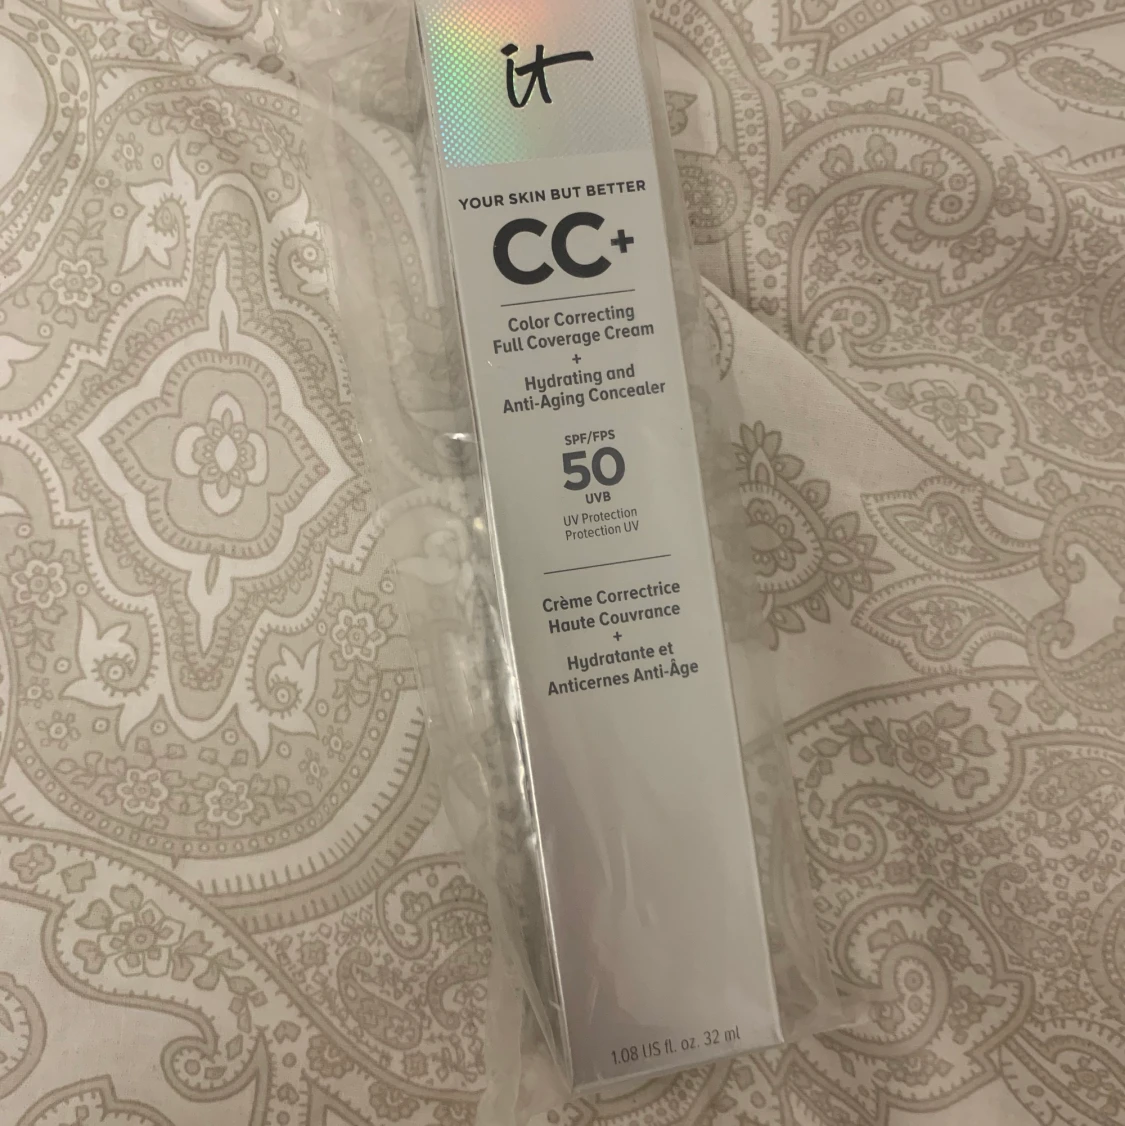 it
YOUR SKIN BUT BETTER
CC+
Color Correcting
Full Coverage Cream
+
Hydrating and
Anti-Aging Concealer
SPF/FPS
50
UVB
UV Protection
Protection UV
Crème Correctrice
Haute Couvrance
+
Hydratante et
Anticernes Anti-Âge
1.08 US fl. oz. 32 ml